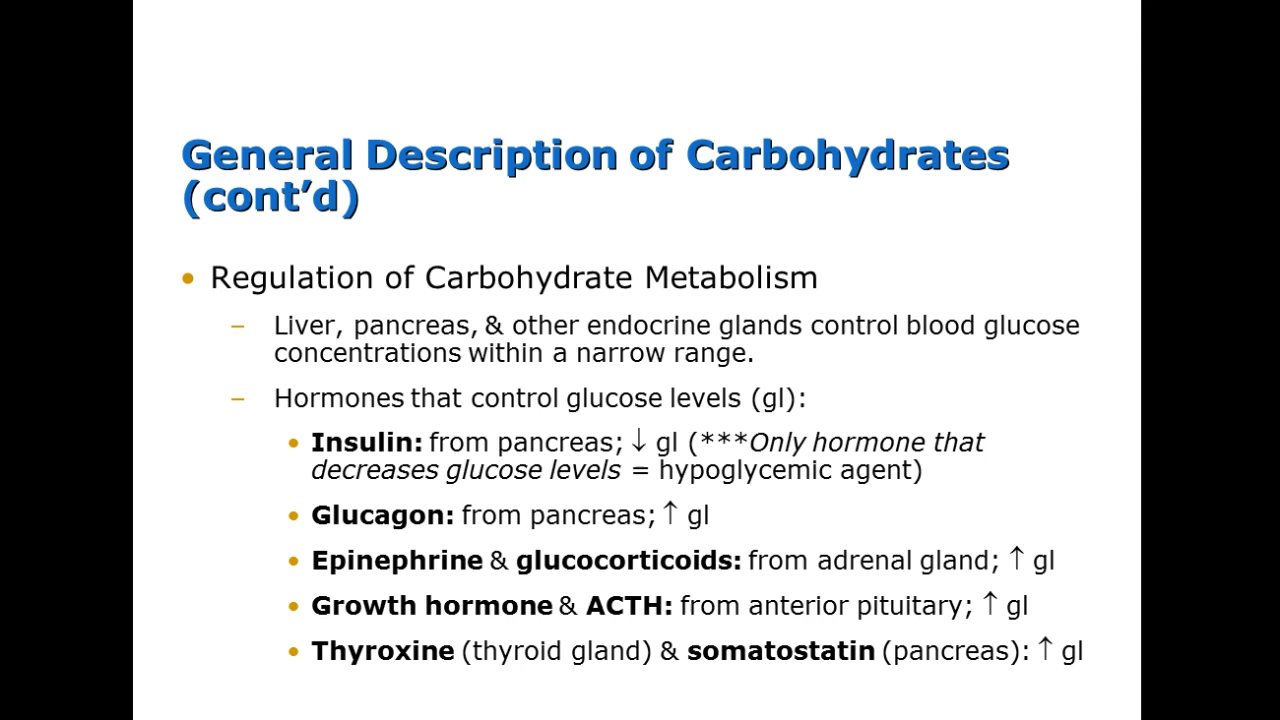 General Description of Carbohydrates
(cont’d)
• Regulation of Carbohydrate Metabolism
– Liver, pancreas, & other endocrine glands control blood glucose
concentrations within a narrow range.
– Hormones that control glucose levels (gl):
• Insulin: from pancreas; ↓ gl (***Only hormone that
decreases glucose levels = hypoglycemic agent)
• Glucagon: from pancreas; ↑ gl
• Epinephrine & glucocorticoids: from adrenal gland; ↑ gl
• Growth hormone & ACTH: from anterior pituitary; ↑ gl
• Thyroxine (thyroid gland) & somatostatin (pancreas): ↑ gl